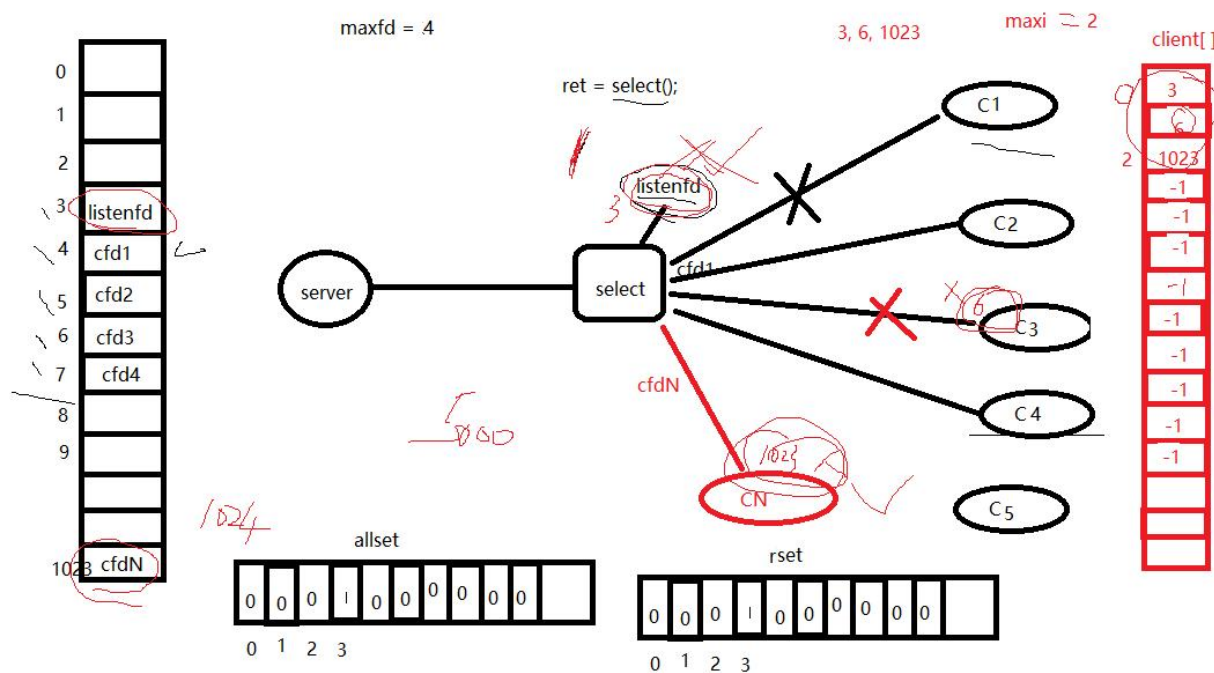 maxfd = 4
3, 6, 1023
maxi = 2
client[ ]
ret = select();
0
1
2
3 listenfd
4 cfd1
5 cfd2
6 cfd3
7 cfd4
8
9
1023 cfdN
1024
server
select
listenfd
3
cfd1
cfdN
C1
C2
6
C3
C4
1023
CN
C5
5000
0
3
6
2 1023
-1
-1
-1
-1
-1
-1
-1
-1
-1
allset
0 0 0 1 0 0 0 0 0
0 1 2 3
rset
0 0 0 1 0 0 0 0 0
0 1 2 3